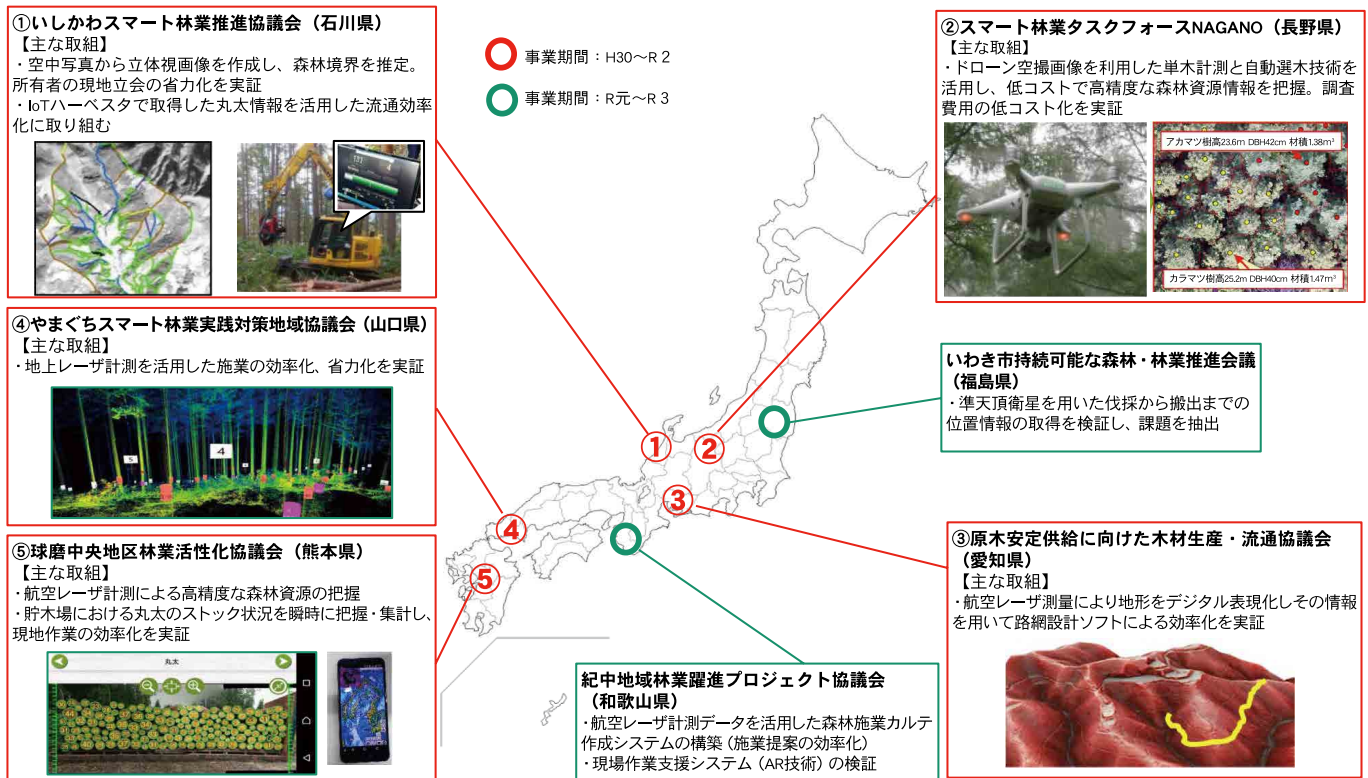 ①いしかわスマート林業推進協議会（石川県）
【主な取組】
・空中写真から立体視画像を作成し、森林境界を推定。
所有者の現地立会の省力化を実証
・IoTハーベスタで取得した丸太情報を活用した流通効率
化に取り組む
事業期間：H30〜R２
事業期間：R元〜R３
②スマート林業タスクフォースNAGANO（長野県）
【主な取組】
・ドローン空撮画像を利用した単木計測と自動選木技術を
活用し、低コストで高精度な森林資源情報を把握。調査
費用の低コスト化を実証
アカマツ樹高23.6m DBH42cm 材積1.38m³
カラマツ樹高25.2m DBH40cm 材積1.47m³
④やまぐちスマート林業実践対策地域協議会（山口県）
【主な取組】
・地上レーザ計測を活用した施業の効率化、省力化を実証
5
4
いわき市持続可能な森林・林業推進会議
（福島県）
・準天頂衛星を用いた伐採から搬出までの
位置情報の取得を検証し、課題を抽出
①
②
③
④
⑤
⑤球磨中央地区林業活性化協議会（熊本県）
【主な取組】
・航空レーザ計測による高精度な森林資源の把握
・貯木場における丸太のストック状況を瞬時に把握・集計し、
現地作業の効率化を実証
丸太
紀中地域林業躍進プロジェクト協議会
（和歌山県）
・航空レーザ計測データを活用した森林施業カルテ
作成システムの構築（施業提案の効率化）
・現場作業支援システム（AR技術）の検証
③原木安定供給に向けた木材生産・流通協議会
（愛知県）
【主な取組】
・航空レーザ測量により地形をデジタル表現化しその情報
を用いて路網設計ソフトによる効率化を実証